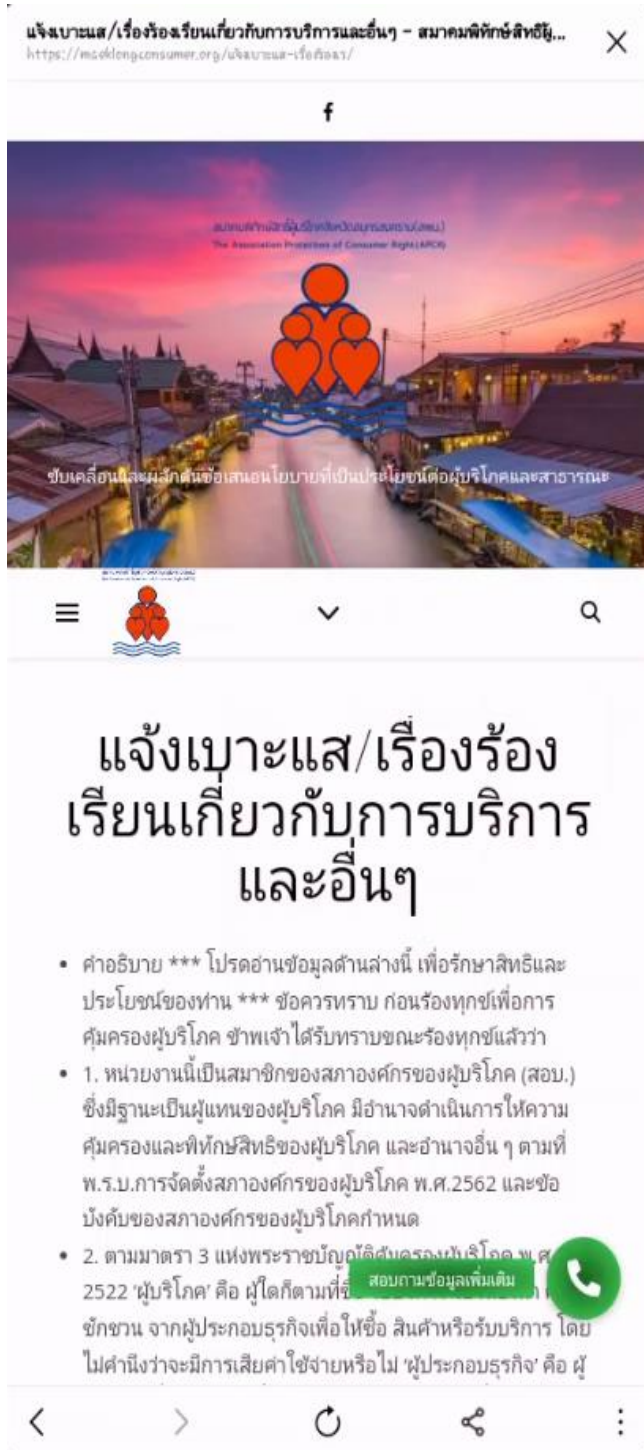 แจ้งเบาะแส/เรื่องร้องเรียนเกี่ยวกับการบริการและอื่นๆ - สมาคมพิทักษ์สิทธิผู้...
https://maeklongconsumer.org/แจ้งเบาะแส-เรื่องร้องเร/
f
สมาคมพิทักษ์สิทธิ์ผู้บริโภคจังหวัดสมุทรสงคราม(สพบ.)
The Association Protection of Consumer Right.(APCR)
ขับเคลื่อนและผลักดันข้อเสนอนโยบายที่เป็นประโยชน์ต่อผู้บริโภคและสาธารณะ
แจ้งเบาะแส/เรื่องร้อง
เรียนเกี่ยวกับการบริการ
และอื่นๆ
• คำอธิบาย *** โปรดอ่านข้อมูลด้านล่างนี้ เพื่อรักษาสิทธิและ
ประโยชน์ของท่าน *** ข้อควรทราบ ก่อนร้องทุกข์เพื่อการ
คุ้มครองผู้บริโภค ข้าพเจ้าได้รับทราบขณะร้องทุกข์แล้วว่า
• 1. หน่วยงานนี้เป็นสมาชิกของสภาองค์กรของผู้บริโภค (สอบ.)
ซึ่งมีฐานะเป็นผู้แทนของผู้บริโภค มีอำนาจดำเนินการให้ความ
คุ้มครองและพิทักษ์สิทธิของผู้บริโภค และอำนาจอื่น ๆ ตามที่
พ.ร.บ.การจัดตั้งสภาองค์กรของผู้บริโภค พ.ศ.2562 และข้อ
บังคับของสภาองค์กรของผู้บริโภคกำหนด
• 2. ตามมาตรา 3 แห่งพระราชบัญญัติคุ้มครองผู้บริโภค พ.ศ.
2522 ‘ผู้บริโภค’ คือ ผู้ใดก็ตามที่ซื้อ
สอบถามข้อมูลเพิ่มเติม
ชักชวน จากผู้ประกอบธุรกิจเพื่อให้ซื้อ สินค้าหรือรับบริการ โดย
ไม่คำนึงว่าจะมีการเสียค่าใช้จ่ายหรือไม่ ‘ผู้ประกอบธุรกิจ’ คือ ผู้